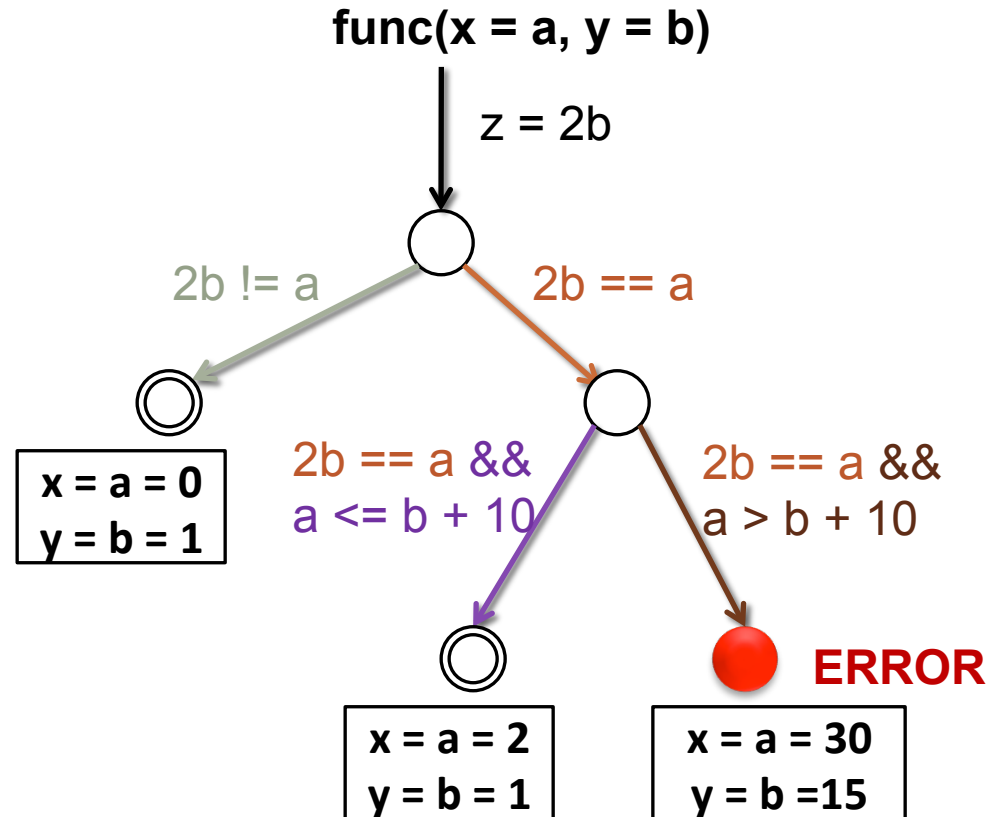 func(x = a, y = b)
z = 2b
2b != a
2b == a
x = a = 0
y = b = 1
2b == a &&
a <= b + 10
2b == a &&
a > b + 10
ERROR
x = a = 2
y = b = 1
x = a = 30
y = b =15